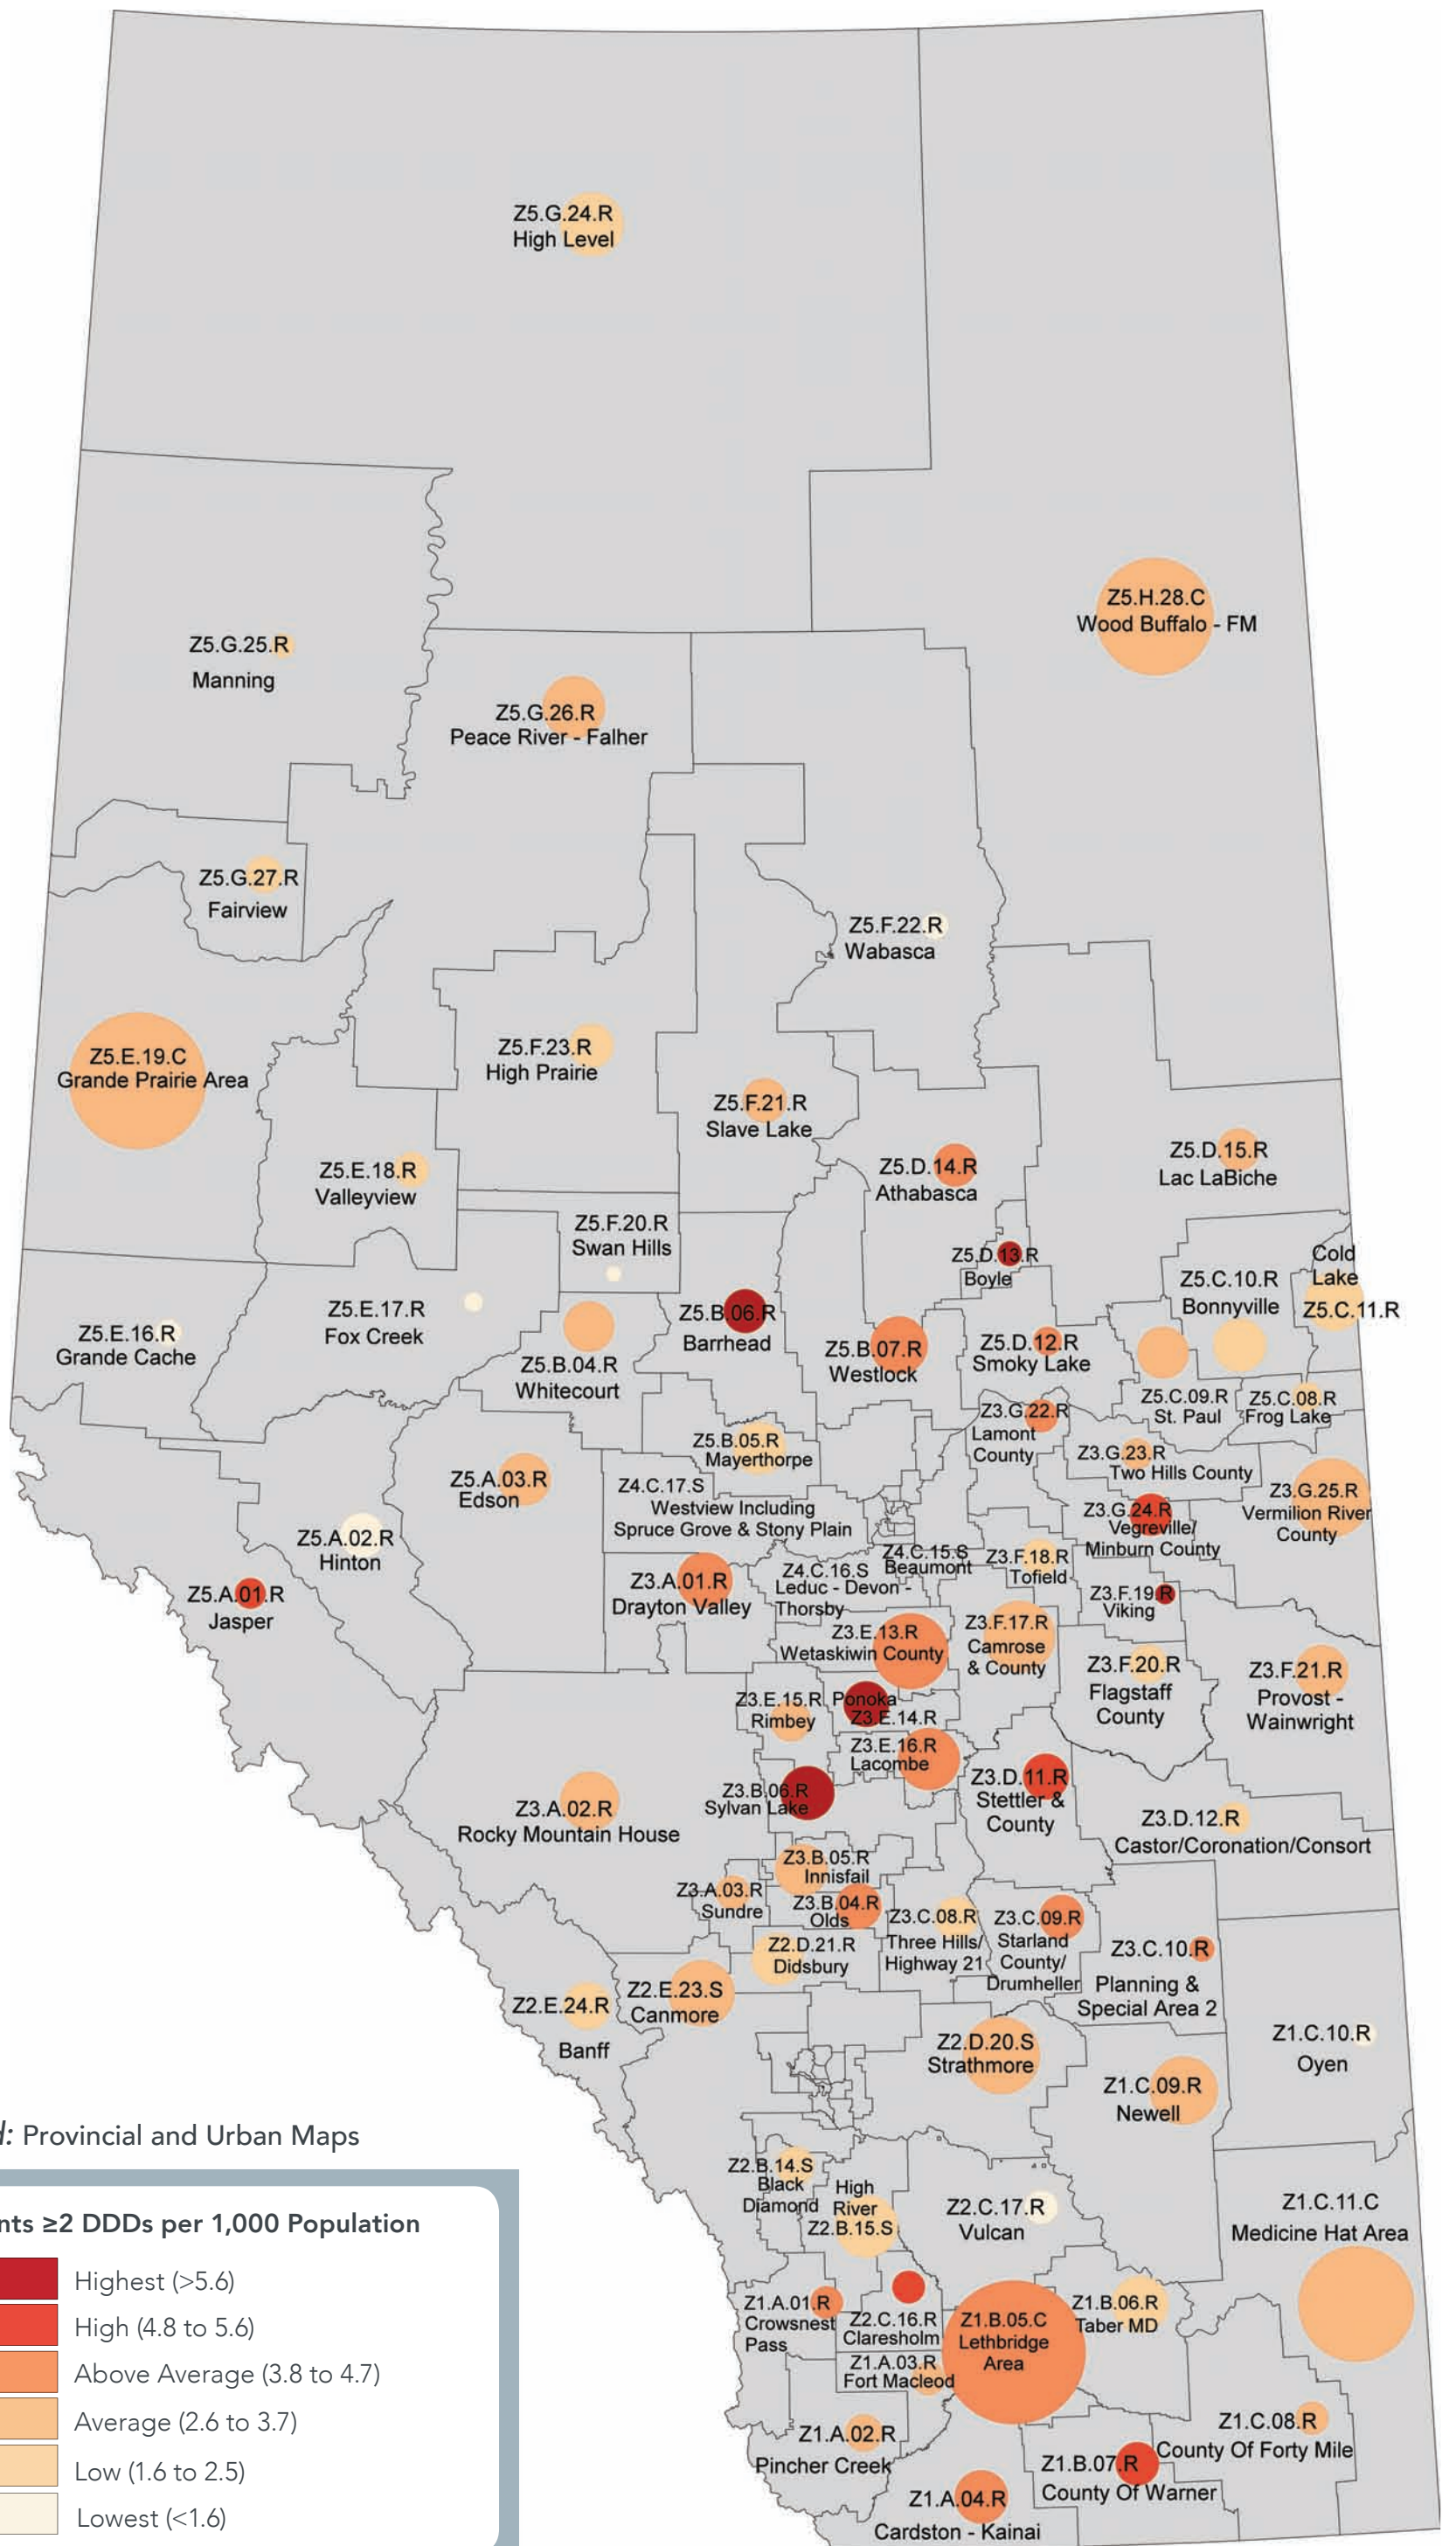 Z5.G.24.R
High Level
Z5.H.28.C
Wood Buffalo - FM
Z5.G.25.R
Manning
Z5.G.26.R
Peace River - Falher
Z5.G.27.R
Fairview
Z5.F.22.R
Wabasca
Z5.E.19.C
Grande Prairie Area
Z5.F.23.R
High Prairie
Z5.F.21.R
Slave Lake
Z5.E.18.R
Valleyview
Z5.D.14.R
Athabasca
Z5.D.15.R
Lac LaBiche
Z5.F.20.R
Swan Hills
Z5.D.13.R
Boyle
Z5.C.10.R
Bonnyville
Cold
Lake
Z5.C.11.R
Z5.E.16.R
Grande Cache
Z5.E.17.R
Fox Creek
Z5.B.04.R
Whitecourt
Z5.B.06.R
Barrhead
Z5.B.07.R
Westlock
Z5.D.12.R
Smoky Lake
Z5.C.09.R
St. Paul
Z5.C.08.R
Frog Lake
Z3.G.22.R
Lamont
County
Z5.B.05.R
Mayerthorpe
Z3.G.23.R
Two Hills County
Z5.A.03.R
Edson
Z4.C.17.S
Westview Including
Spruce Grove & Stony Plain
Z3.G.25.R
Vermilion River
County
Z3.G.24.R
Vegreville/
Minburn County
Z5.A.02.R
Hinton
Z4.C.15.S
Beaumont
Z3.F.18.R
Tofield
Z4.C.16.S
Leduc - Devon -
Thorsby
Z5.A.01.R
Jasper
Z3.A.01.R
Drayton Valley
Z3.F.19.R
Viking
Z3.E.13.R
Wetaskiwin County
Z3.F.17.R
Camrose
& County
Z3.F.20.R
Flagstaff
County
Z3.F.21.R
Provost -
Wainwright
Z3.E.15.R
Rimbey
Ponoka
Z3.E.14.R
Z3.E.16.R
Lacombe
Z3.D.11.R
Stettler &
County
Z3.B.06.R
Sylvan Lake
Z3.A.02.R
Rocky Mountain House
Z3.D.12.R
Castor/Coronation/Consort
Z3.B.05.R
Innisfail
Z3.A.03.R
Sundre
Z3.B.04.R
Olds
Z3.C.08.R
Three Hills/
Highway 21
Z3.C.09.R
Starland
County/
Drumheller
Z3.C.10.R
Planning &
Special Area 2
Z2.D.21.R
Didsbury
Z2.E.24.R
Banff
Z2.E.23.S
Canmore
Z2.D.20.S
Strathmore
Z1.C.10.R
Oyen
Z1.C.09.R
Newell
Z2.B.14.S
Black
Diamond
High
River
Z2.B.15.S
Z2.C.17.R
Vulcan
Z1.C.11.C
Medicine Hat Area
Z1.A.01.R
Crowsnest
Pass
Z2.C.16.R
Claresholm
Z1.B.05.C
Lethbridge
Area
Z1.B.06.R
Taber MD
Z1.A.03.R
Fort Macleod
Z1.A.02.R
Pincher Creek
Z1.C.08.R
County Of Forty Mile
Z1.B.07.R
County Of Warner
Z1.A.04.R
Cardston - Kainai
d: Provincial and Urban Maps
nts ≥2 DDDs per 1,000 Population
Highest (>5.6)
High (4.8 to 5.6)
Above Average (3.8 to 4.7)
Average (2.6 to 3.7)
Low (1.6 to 2.5)
Lowest (<1.6)